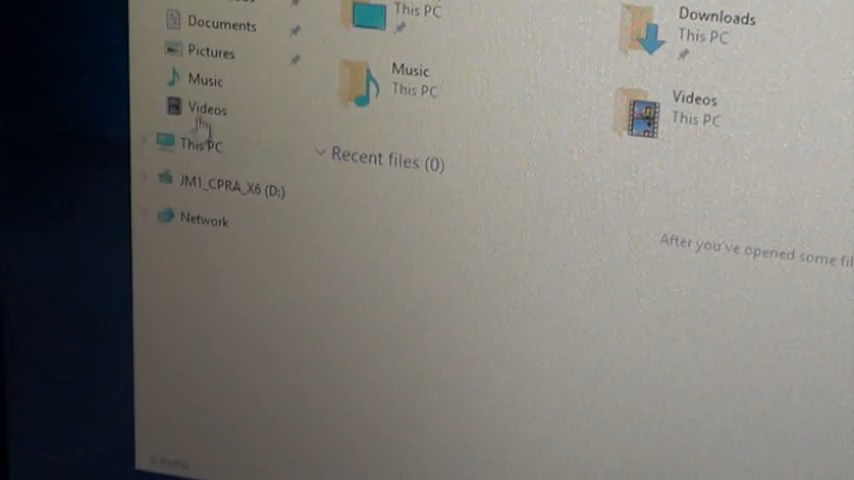 Documents
Pictures
Music
Videos
This PC
JM1_CPRA_X6 (D:)
Network
This PC
Downloads
This PC
Music
This PC
Videos
This PC
Recent files (0)
After you've opened some fil
items